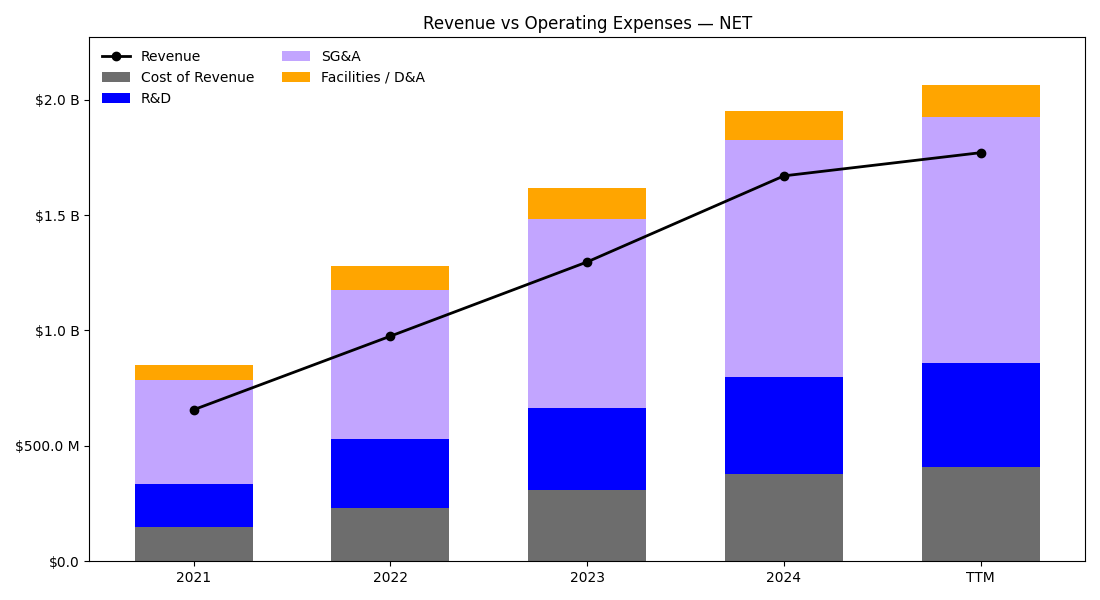 Revenue vs Operating Expenses — NET
Revenue
Cost of Revenue
R&D
SG&A
Facilities / D&A
$2.0 B
$1.5 B
$1.0 B
$500.0 M
$0.0
2021
2022
2023
2024
TTM